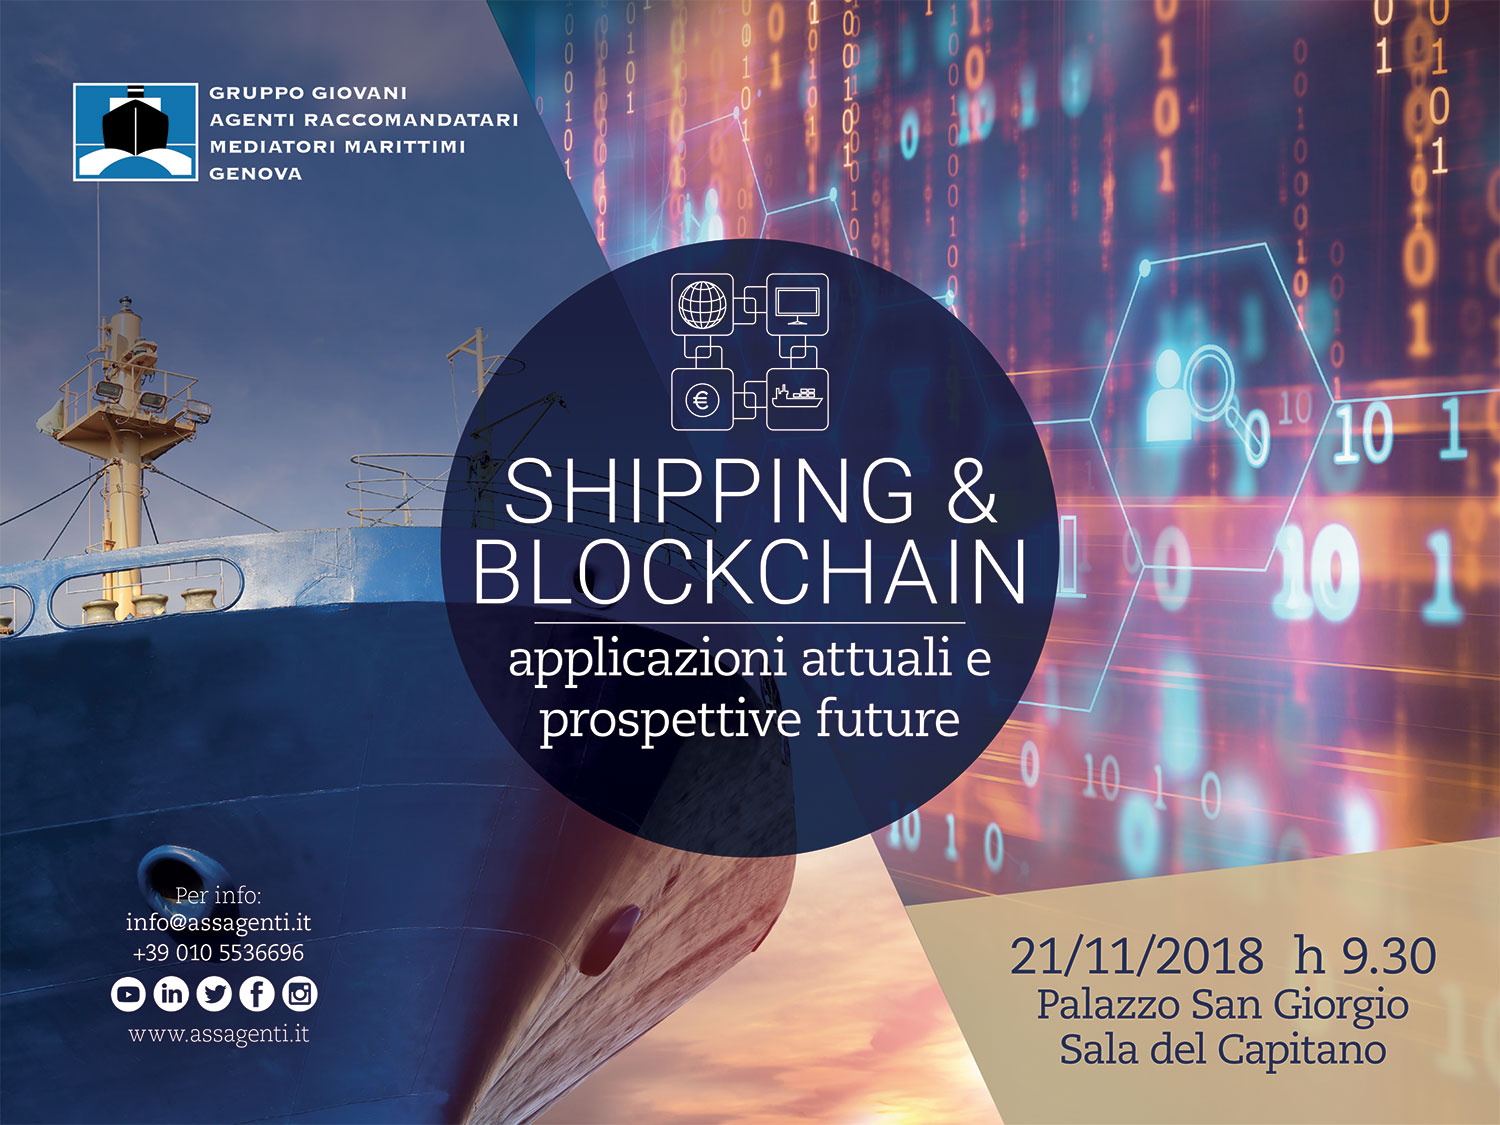 GRUPPO GIOVANI
AGENTI RACCOMANDATARI
MEDIATORI MARITTIMI
GENOVA
SHIPPING &
BLOCKCHAIN
applicazioni attuali e
prospettive future
Per info:
info@assagenti.it
+39 010 5536696
www.assagenti.it
21/11/2018 h 9.30
Palazzo San Giorgio
Sala del Capitano